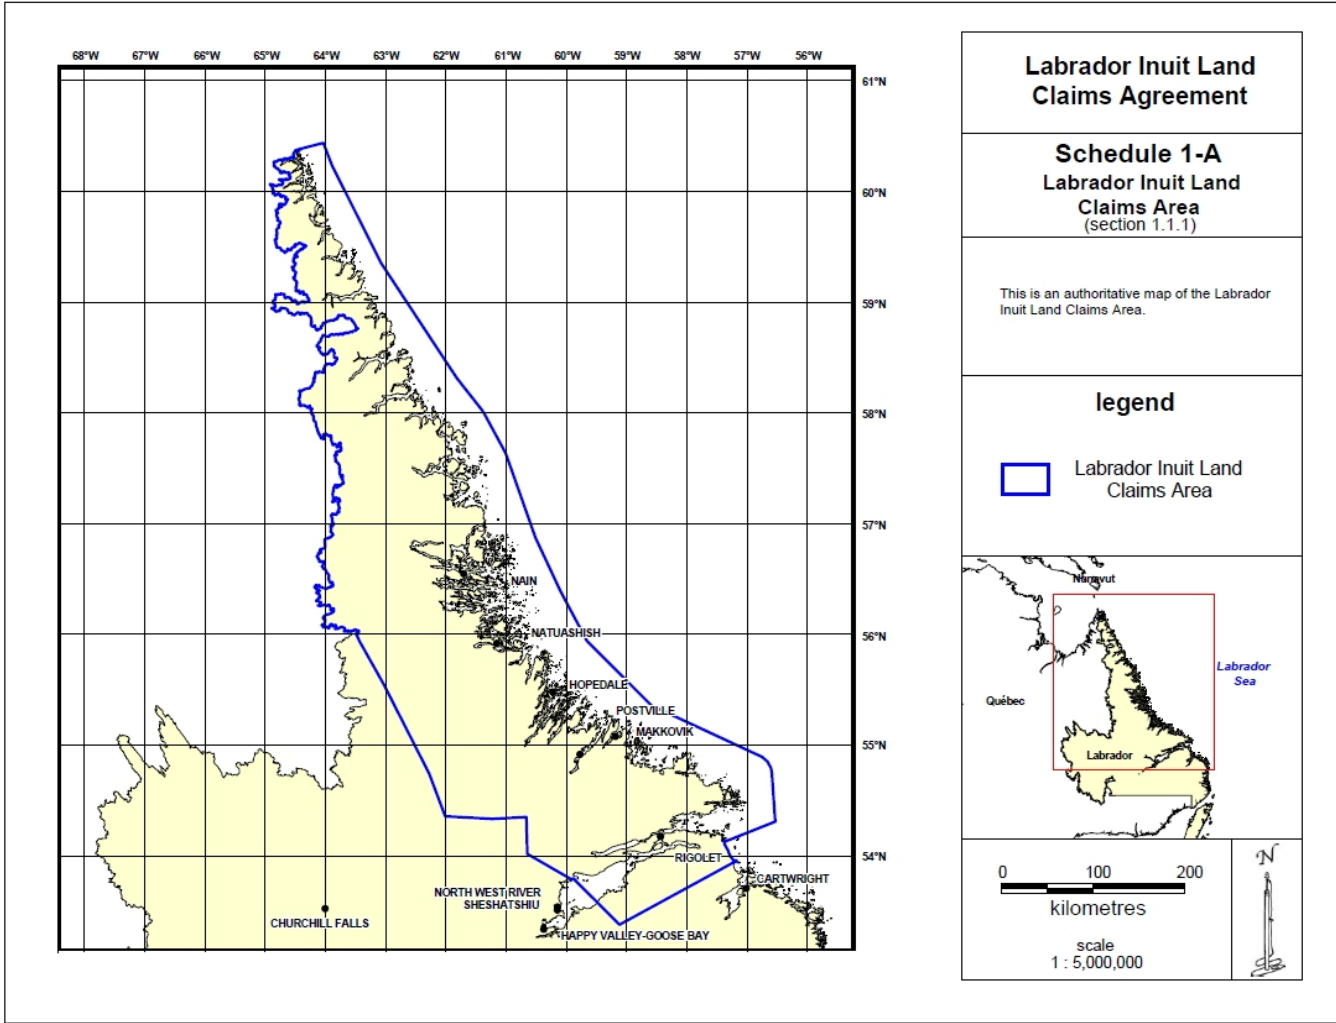 68°W 67°W 66°W 65°W 64°W 63°W 62°W 61°W 60°W 59°W 58°W 57°W 56°W
61°N
60°N
59°N
58°N
57°N
56°N
55°N
54°N
NAIN
NATUASHISH
HOPEDALE
POSTVILLE
MAKKOVIK
RIGOLET
CARTWRIGHT
NORTH WEST RIVER
SHESHATSHIU
CHURCHILL FALLS
HAPPY VALLEY-GOOSE BAY
Labrador Inuit Land
Claims Agreement
Schedule 1-A
Labrador Inuit Land
Claims Area
(section 1.1.1)
This is an authoritative map of the Labrador
Inuit Land Claims Area.
legend
Labrador Inuit Land
Claims Area
Nunavut
Labrador
Sea
Québec
Labrador
0 100 200
kilometres
scale
1 : 5,000,000
N